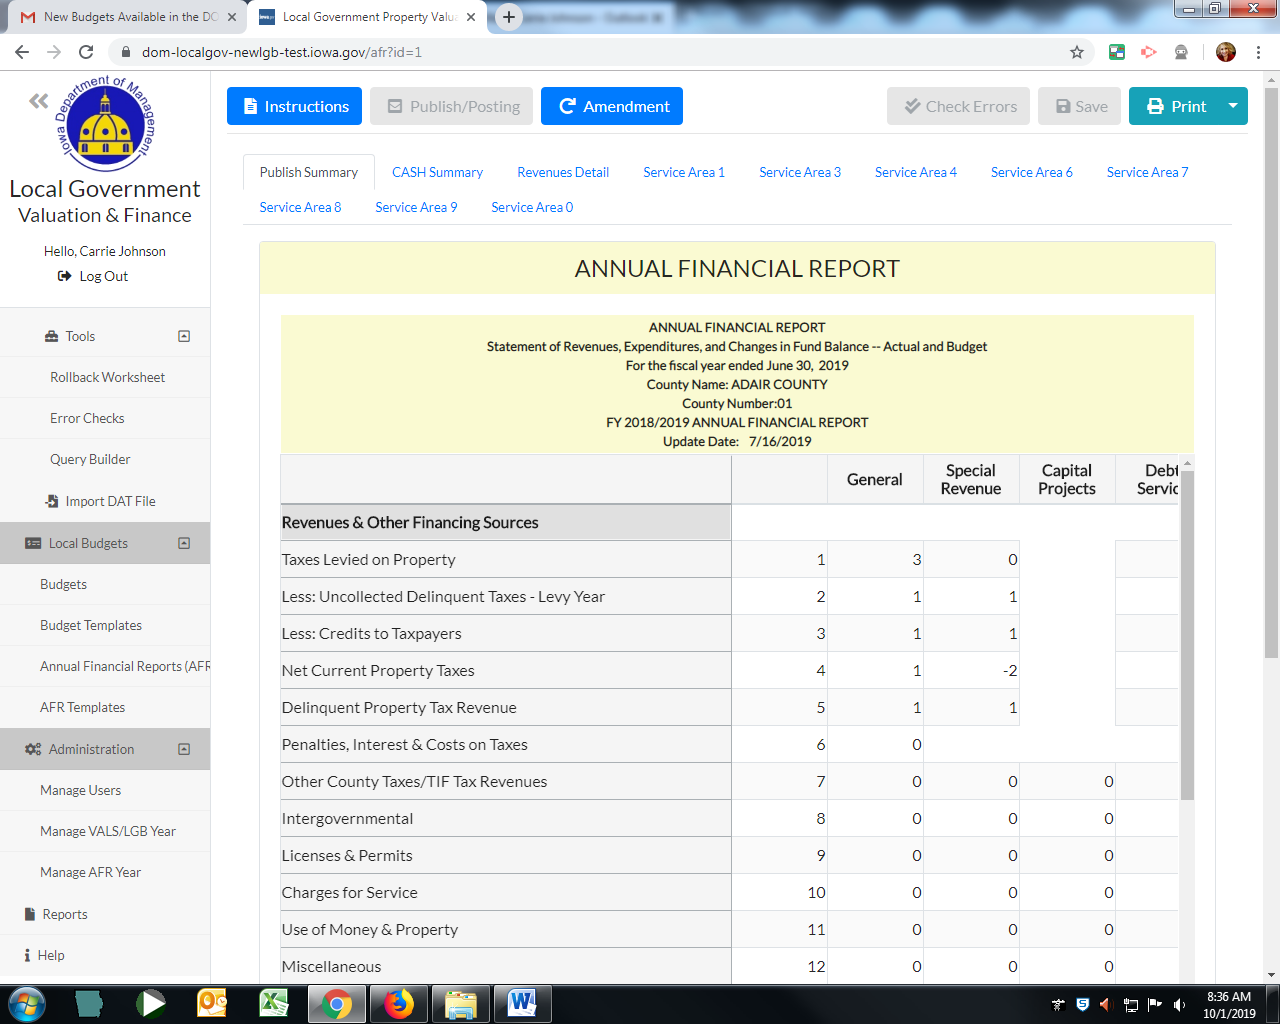 New Budgets Available in the DO
Local Government Property Valua
dom-localgov-newlgb-test.iowa.gov/afr?id=1
Iowa Department of Management
Local Government
Valuation & Finance
Hello, Carrie Johnson
Log Out
Tools
Rollback Worksheet
Error Checks
Query Builder
Import DAT File
Local Budgets
Budgets
Budget Templates
Annual Financial Reports (AFR
AFR Templates
Administration
Manage Users
Manage VALS/LGB Year
Manage AFR Year
Reports
Help
Instructions Publish/Posting Amendment Check Errors Save Print
Publish Summary CASH Summary Revenues Detail Service Area 1 Service Area 3 Service Area 4 Service Area 6 Service Area 7
Service Area 8 Service Area 9 Service Area 0
ANNUAL FINANCIAL REPORT
ANNUAL FINANCIAL REPORT
Statement of Revenues, Expenditures, and Changes in Fund Balance -- Actual and Budget
For the fiscal year ended June 30, 2019
County Name: ADAIR COUNTY
County Number:01
FY 2018/2019 ANNUAL FINANCIAL REPORT
Update Date: 7/16/2019
General Special Revenue Capital Projects Debt Servic
Revenues & Other Financing Sources
Taxes Levied on Property 1 3 0
Less: Uncollected Delinquent Taxes - Levy Year 2 1 1
Less: Credits to Taxpayers 3 1 1
Net Current Property Taxes 4 1 -2
Delinquent Property Tax Revenue 5 1 1
Penalties, Interest & Costs on Taxes 6 0
Other County Taxes/TIF Tax Revenues 7 0 0 0
Intergovernmental 8 0 0 0
Licenses & Permits 9 0 0 0
Charges for Service 10 0 0 0
Use of Money & Property 11 0 0 0
Miscellaneous 12 0 0 0
8:36 AM
10/1/2019